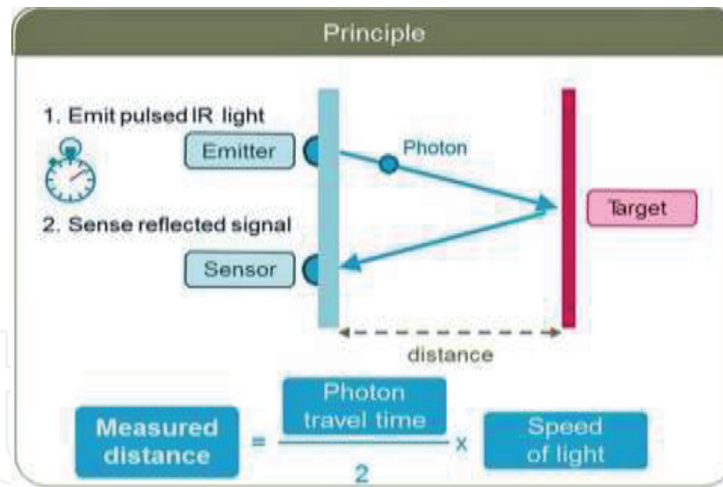 Principle
1. Emit pulsed IR light
Emitter
Photon
2. Sense reflected signal
Target
Sensor
distance
Measured
distance
=
Photon
travel time
2
x
Speed
of light